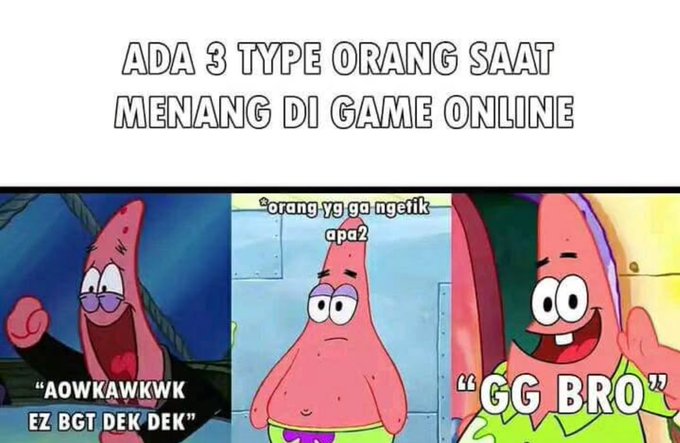 ADA 3 TYPE ORANG SAAT
MENANG DI GAME ONLINE
*orang yg ga ngetik
apa2
“AOWKAWKWK
EZ BGT DEK DEK”
“GG BRO”